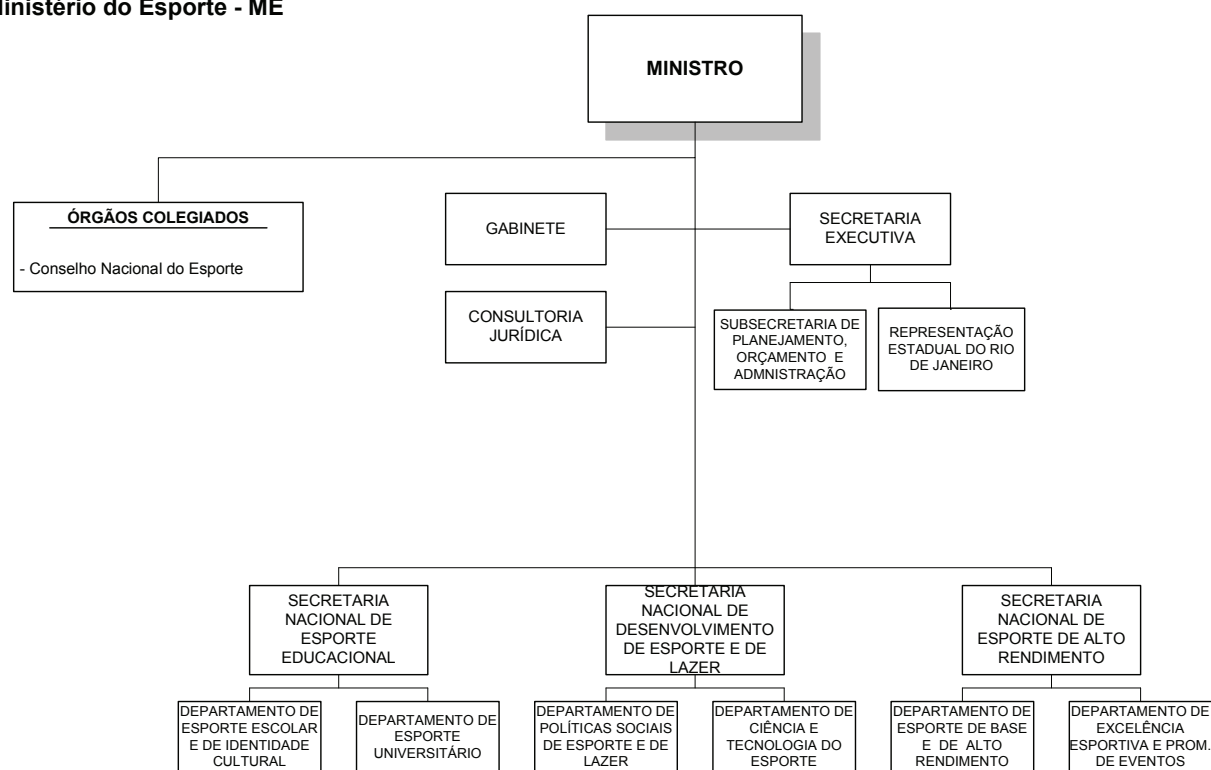 Ministério do Esporte - ME
MINISTRO
ÓRGÃOS COLEGIADOS
- Conselho Nacional do Esporte
GABINETE
SECRETARIA
EXECUTIVA
CONSULTORIA
JURÍDICA
SUBSECRETARIA DE
PLANEJAMENTO,
ORÇAMENTO E
ADMNISTRAÇÃO
REPRESENTAÇÃO
ESTADUAL DO RIO
DE JANEIRO
SECRETARIA
NACIONAL DE
ESPORTE
EDUCACIONAL
SECRETARIA
NACIONAL DE
DESENVOLVIMENTO
DE ESPORTE E DE
LAZER
SECRETARIA
NACIONAL DE
ESPORTE DE ALTO
RENDIMENTO
DEPARTAMENTO DE
ESPORTE ESCOLAR
E DE IDENTIDADE
CULTURAL
DEPARTAMENTO DE
ESPORTE
UNIVERSITÁRIO
DEPARTAMENTO DE
POLÍTICAS SOCIAIS
DE ESPORTE E DE
LAZER
DEPARTAMENTO DE
CIÊNCIA E
TECNOLOGIA DO
ESPORTE
DEPARTAMENTO DE
ESPORTE DE BASE
E DE ALTO
RENDIMENTO
DEPARTAMENTO DE
EXCELÊNCIA
ESPORTIVA E PROM.
DE EVENTOS